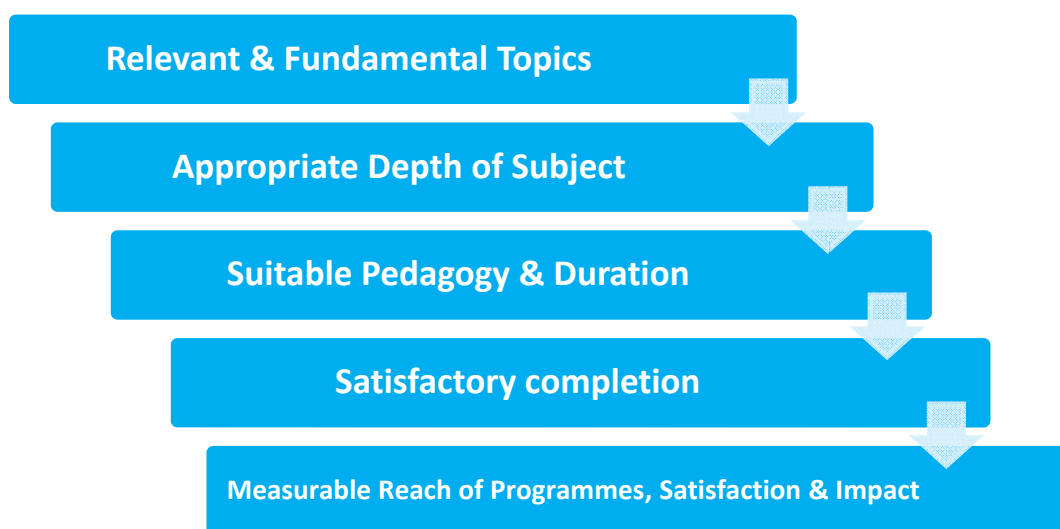 Relevant & Fundamental Topics
Appropriate Depth of Subject
Suitable Pedagogy & Duration
Satisfactory completion
Measurable Reach of Programmes, Satisfaction & Impact